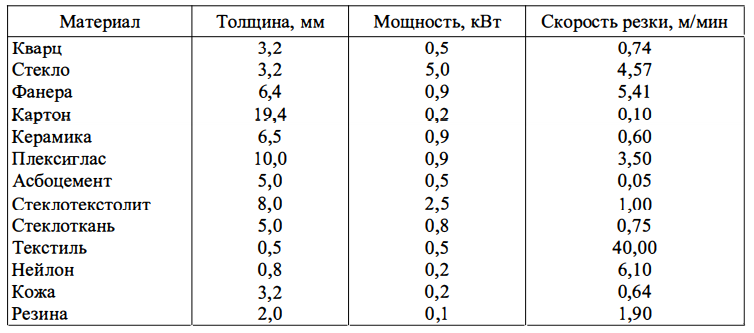 Материал Толщина, мм Мощность, кВт Скорость резки, м/мин
Кварц 3,2 0,5 0,74
Стекло 3,2 5,0 4,57
Фанера 6,4 0,9 5,41
Картон 19,4 0,2 0,10
Керамика 6,5 0,9 0,60
Плексиглас 10,0 0,9 3,50
Асбоцемент 5,0 0,5 0,05
Стеклотекстолит 8,0 2,5 1,00
Стеклоткань 5,0 0,8 0,75
Текстиль 0,5 0,5 40,00
Нейлон 0,8 0,2 6,10
Кожа 3,2 0,2 0,64
Резина 2,0 0,1 1,90